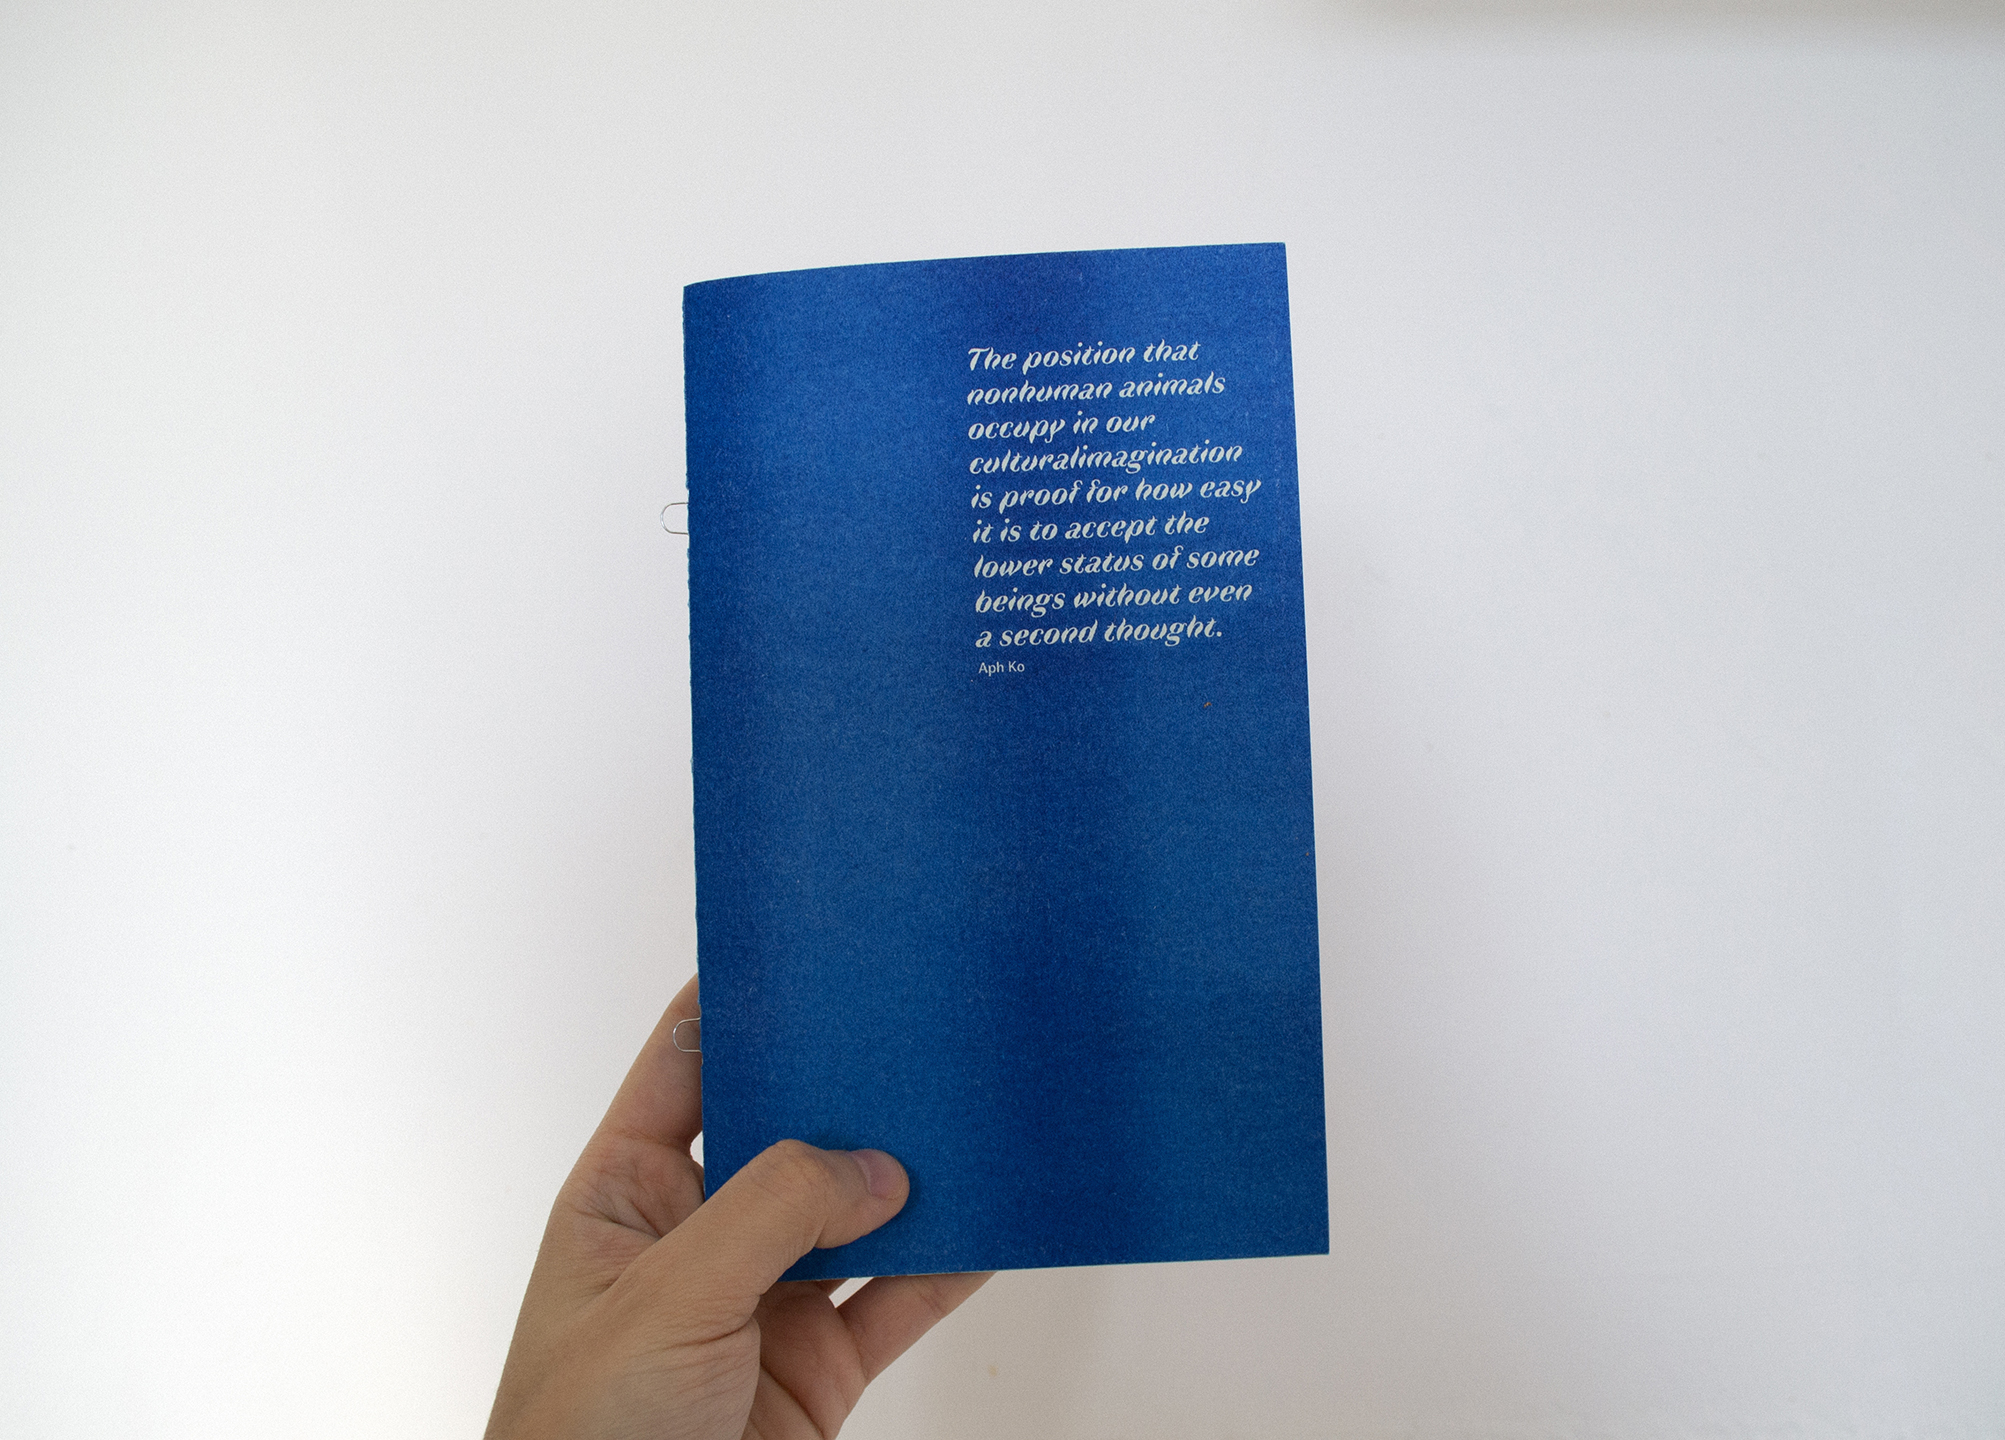 The position that
nonhuman animals
occupy in our
culturalimagination
is proof for how easy
it is to accept the
lower status of some
beings without even
a second thought.
Aph Ko